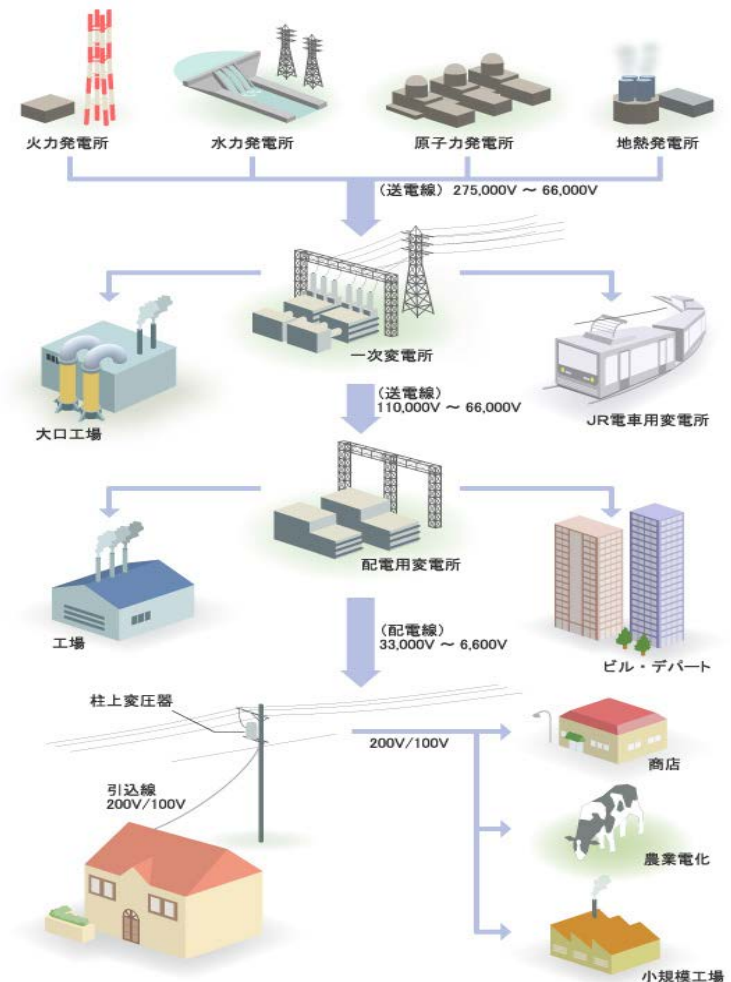 火力発電所
水力発電所
原子力発電所
地熱発電所
(送電線) 275,000V ～ 66,000V
一次変電所
大口工場
JR電車用変電所
(送電線)
110,000V ～ 66,000V
配電用変電所
工場
ビル・デパート
(配電線)
33,000V ～ 6,600V
柱上変圧器
200V/100V
引込線
200V/100V
商店
農業電化
小規模工場